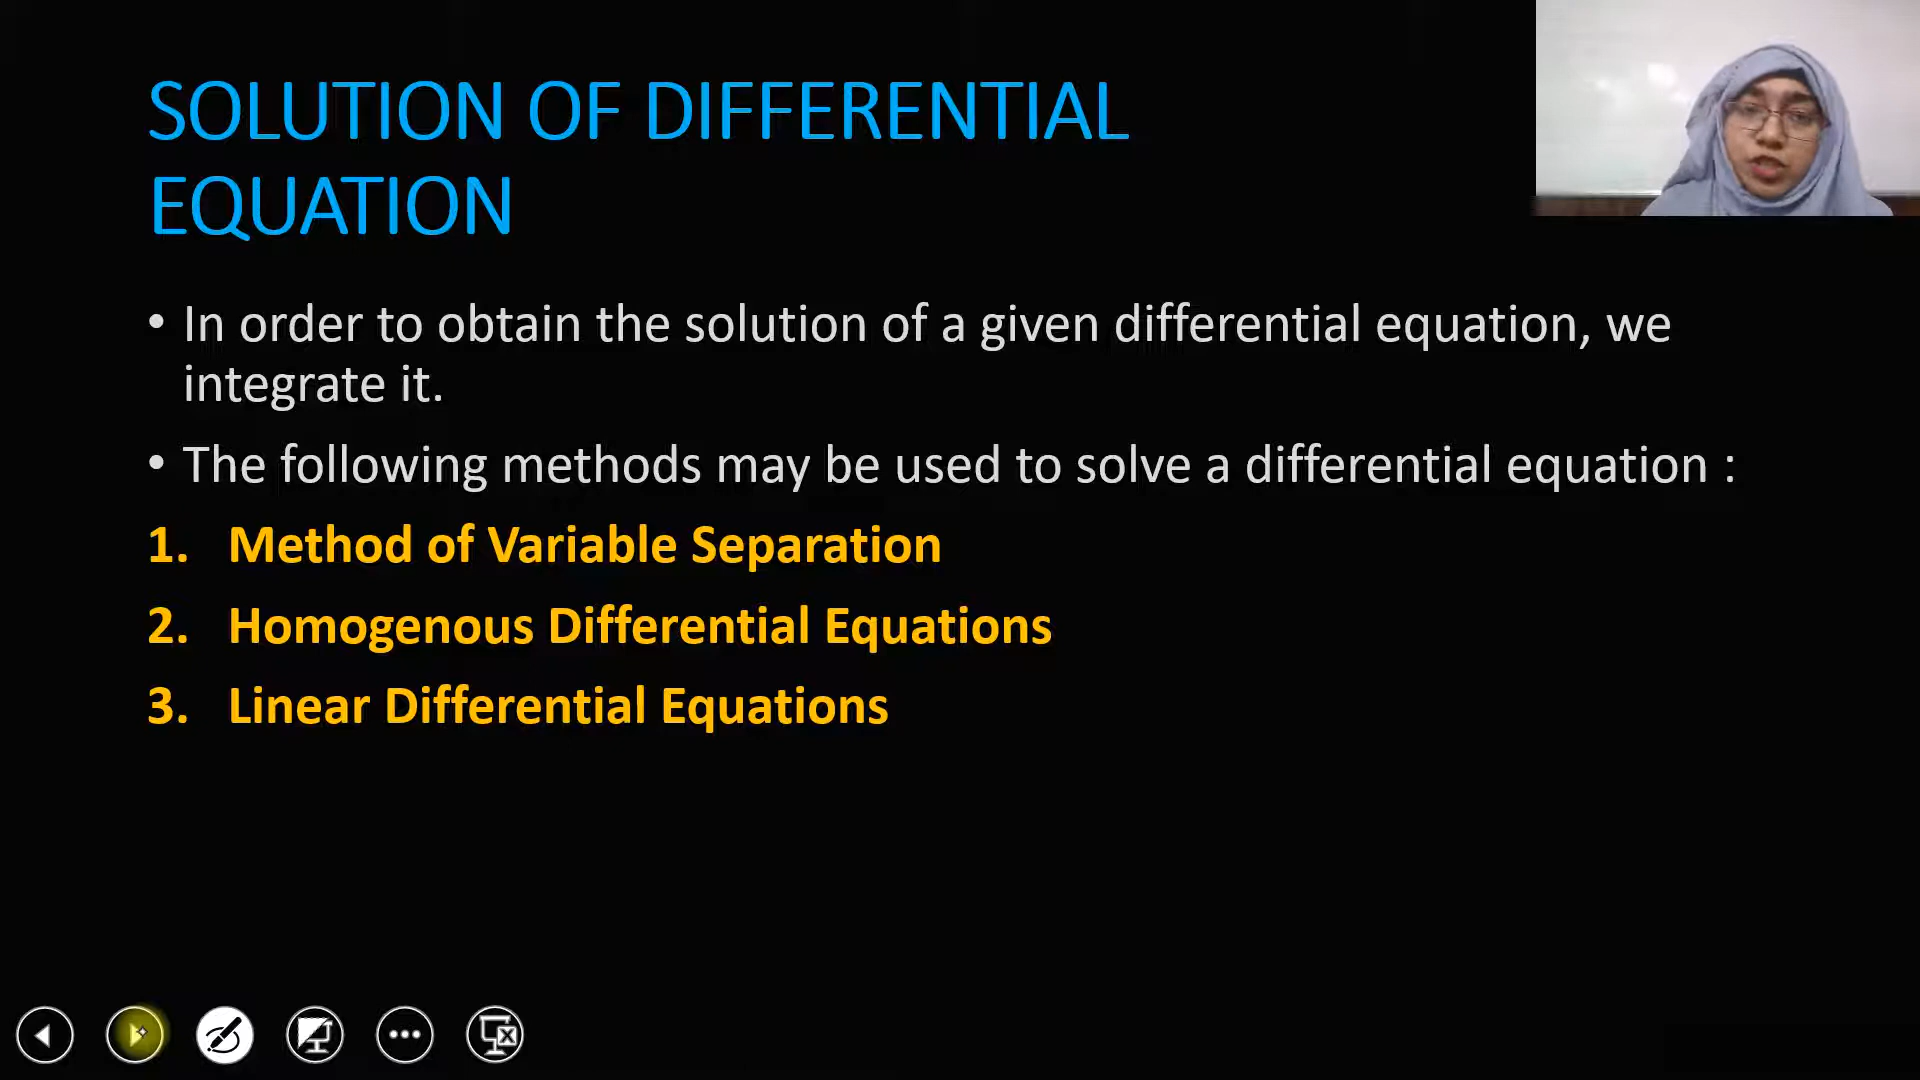 SOLUTION OF DIFFERENTIAL
EQUATION
• In order to obtain the solution of a given differential equation, we
integrate it.
• The following methods may be used to solve a differential equation :
1. Method of Variable Separation
2. Homogenous Differential Equations
3. Linear Differential Equations